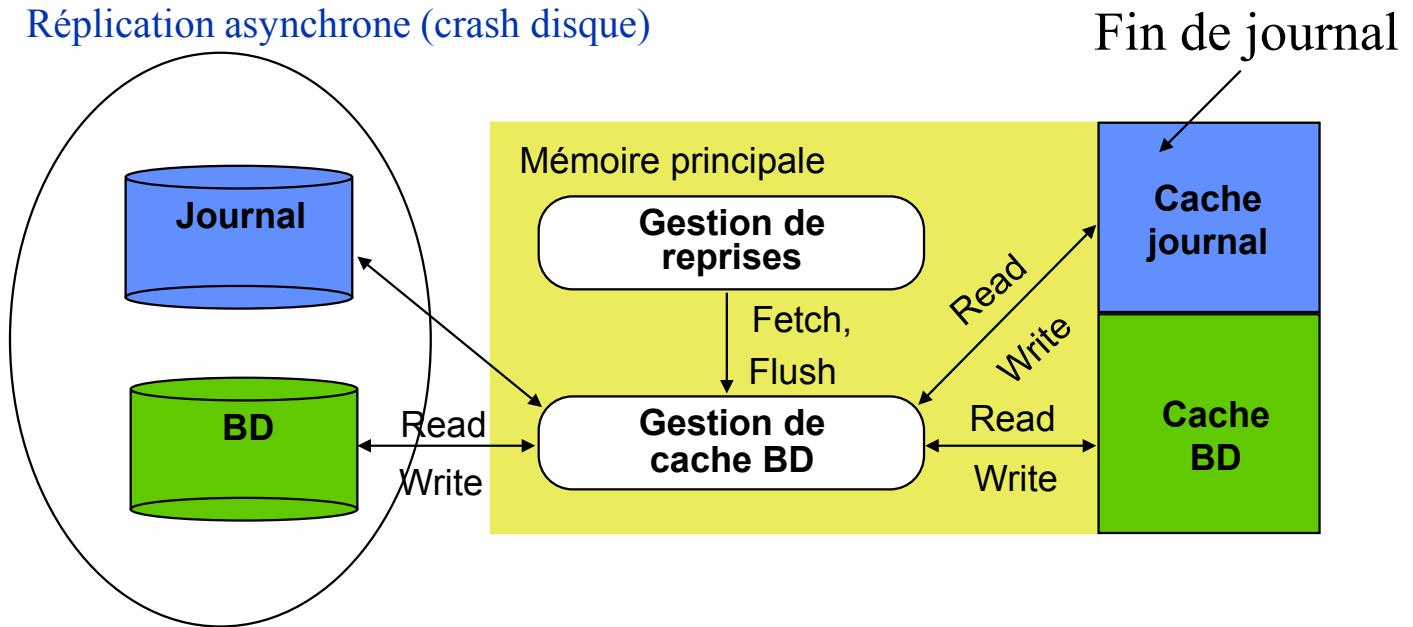 Réplication asynchrone (crash disque)
Fin de journal
Mémoire principale
Journal
Gestion de
reprises
Cache
journal
Read
Write
Fetch,
Flush
BD
Read
Write
Gestion de
cache BD
Read
Write
Cache
BD